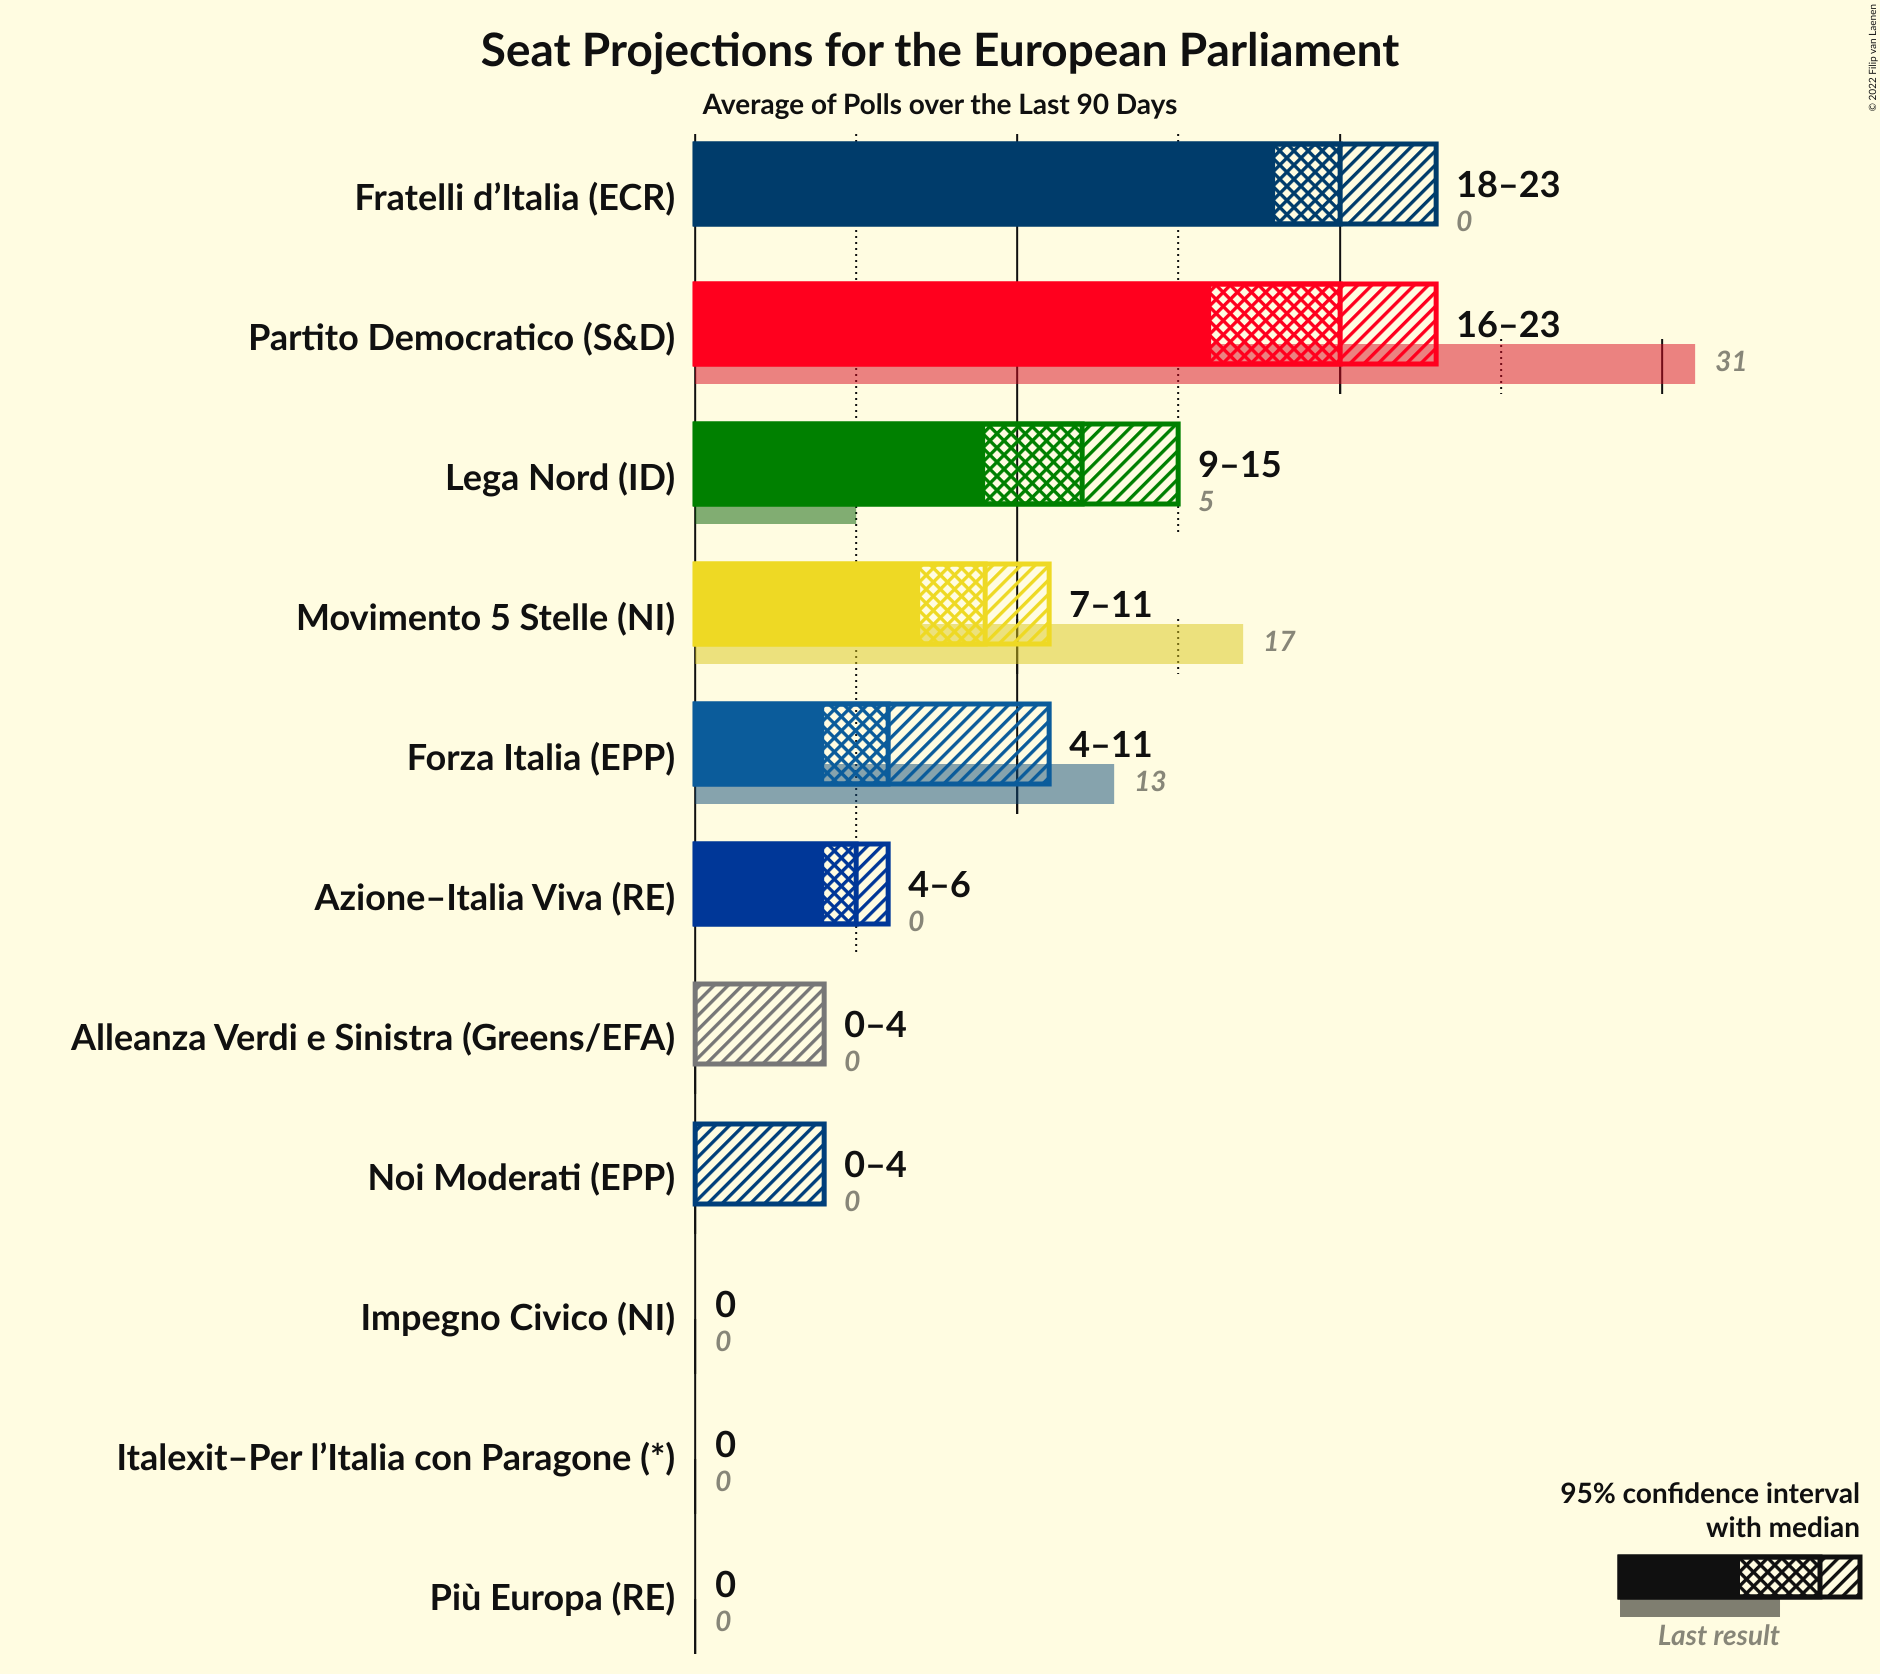 Seat Projections for the European Parliament
Average of Polls over the Last 90 Days
© 2022 Filip van Laenen
Fratelli d’Italia (ECR)
18–23
0
Partito Democratico (S&D)
16–23
31
Lega Nord (ID)
9–15
5
Movimento 5 Stelle (NI)
7–11
17
Forza Italia (EPP)
4–11
13
Azione–Italia Viva (RE)
4–6
0
Alleanza Verdi e Sinistra (Greens/EFA)
0–4
0
Noi Moderati (EPP)
0–4
0
Impegno Civico (NI)
0
0
Italexit–Per l’Italia con Paragone (*)
0
0
Più Europa (RE)
0
0
95% confidence interval
with median
Last result